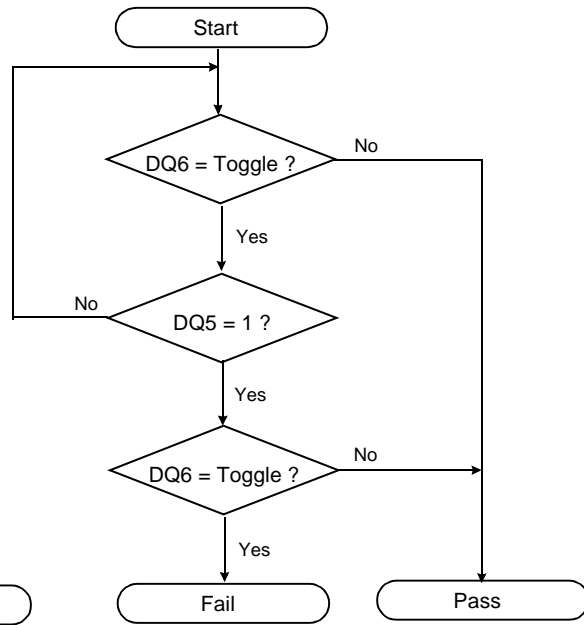 Start
No
DQ6 = Toggle ?
Yes
No
DQ5 = 1 ?
Yes
No
DQ6 = Toggle ?
Yes
Fail
Pass